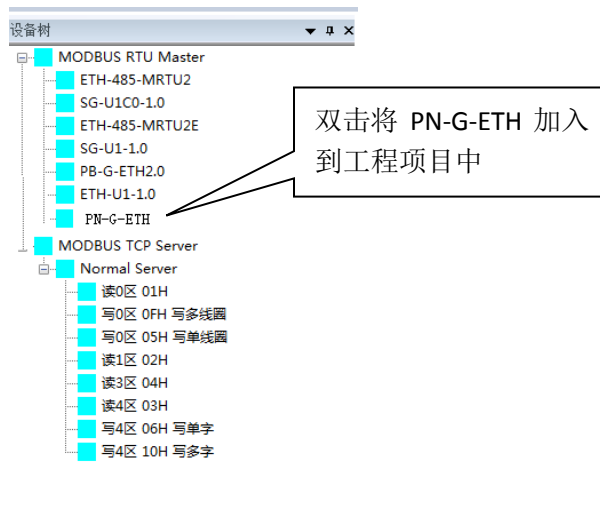 设备树
MODBUS RTU Master
ETH-485-MRTU2
SG-U1C0-1.0
ETH-485-MRTU2E
SG-U1-1.0
PB-G-ETH2.0
ETH-U1-1.0
PN-G-ETH
双击将 PN-G-ETH 加入
到工程项目中
MODBUS TCP Server
Normal Server
读0区 01H
写0区 0FH 写多线圈
写0区 05H 写单线圈
读1区 02H
读3区 04H
读4区 03H
写4区 06H 写单字
写4区 10H 写多字